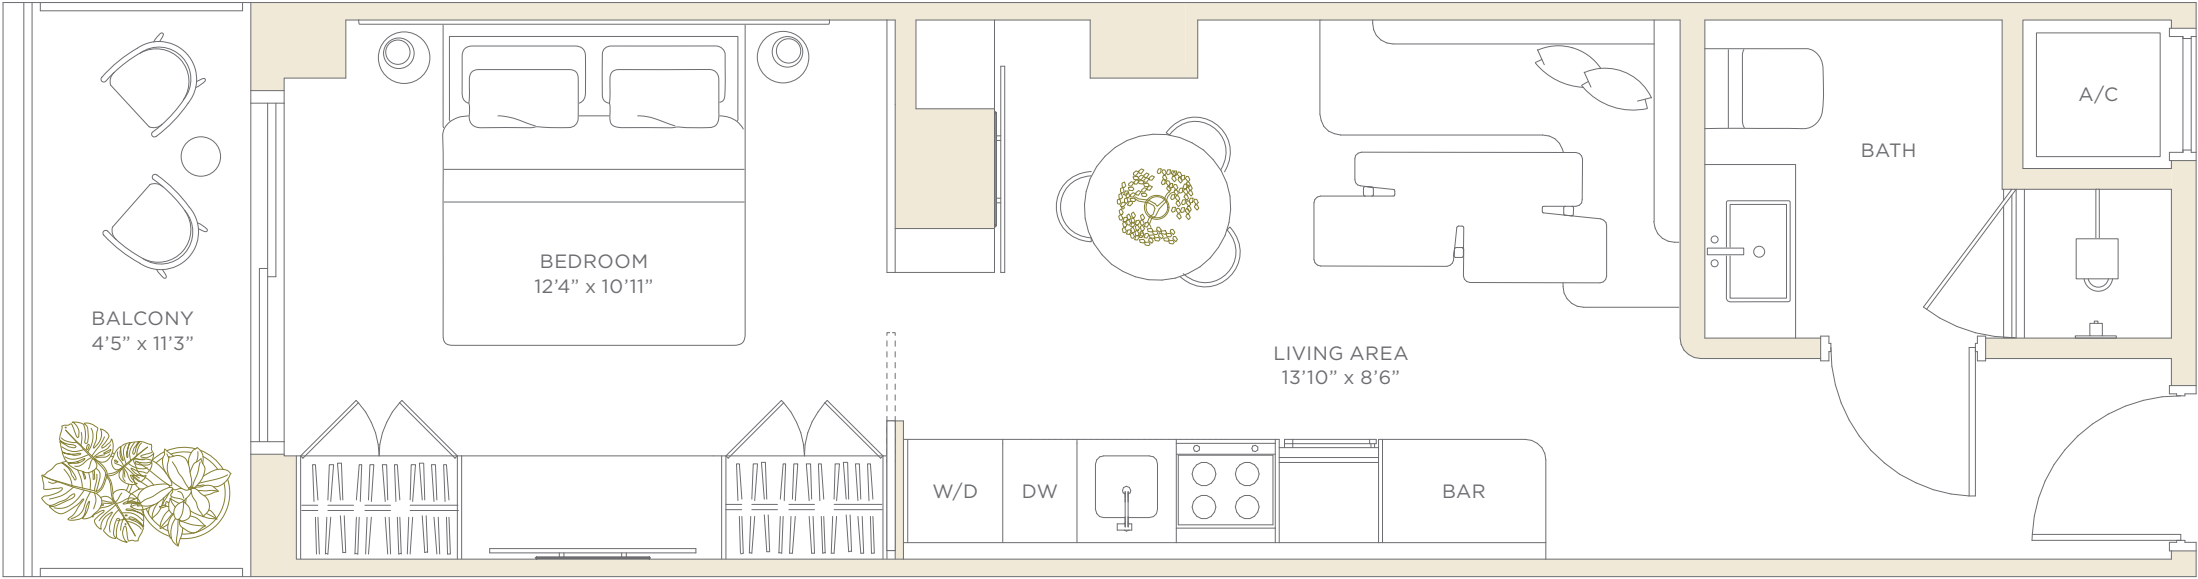 BALCONY
4’5” x 11’3”
BEDROOM
12’4” x 10’11”
LIVING AREA
13’10” x 8’6”
W/D
DW
BAR
BATH
A/C